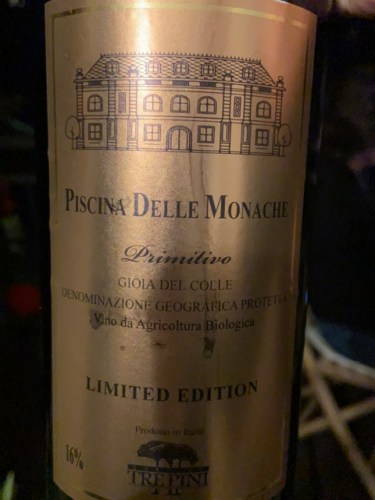 PISCINA DELLE MONACHE
Primitivo
GIOIA DEL COLLE
DENOMINAZIONE GEOGRAFICA PROTETTA
Vino da Agricoltura Biologica
LIMITED EDITION
Prodotto in Italia
16%
TREPINI